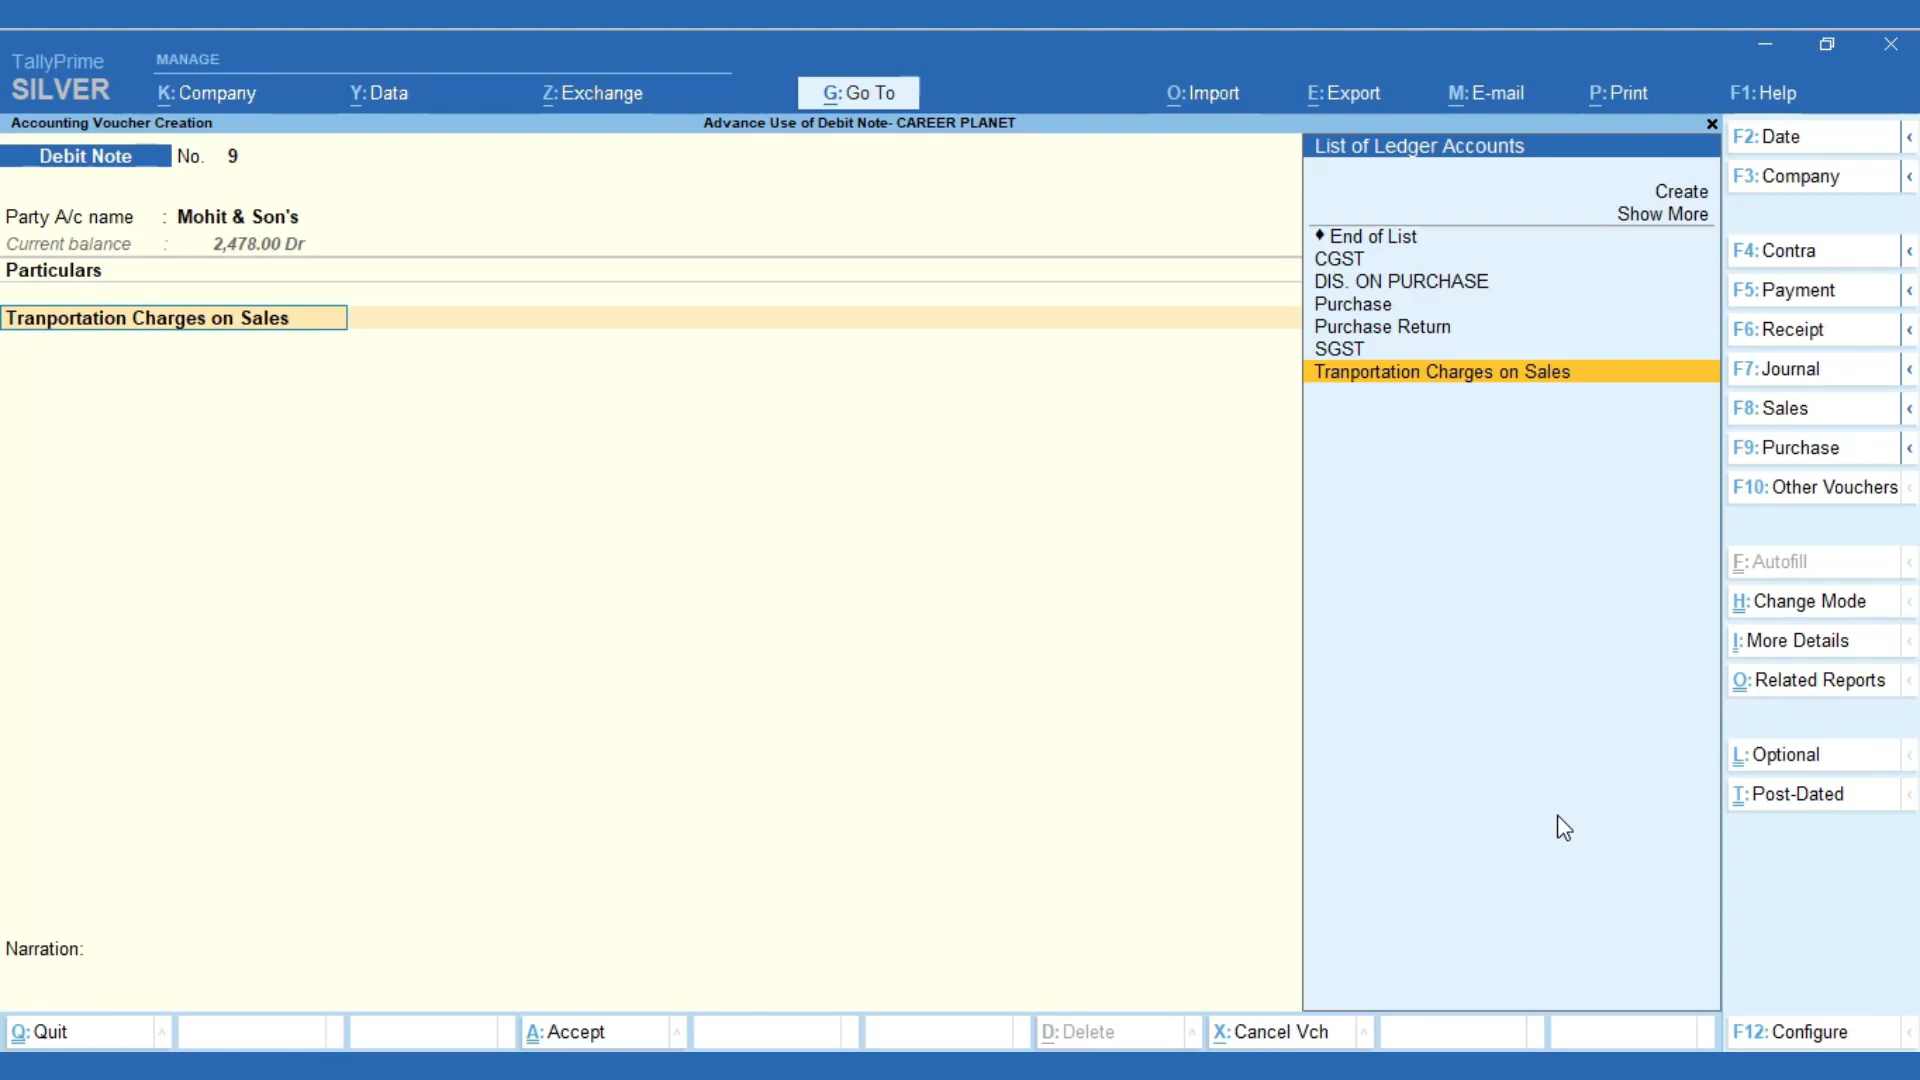 TallyPrime
SILVER
MANAGE
K: Company
Y: Data
Z: Exchange
G: Go To
O: Import
E: Export
M: E-mail
P: Print
F1: Help
Accounting Voucher Creation
Advance Use of Debit Note- CAREER PLANET
Debit Note No. 9
Party A/c name : Mohit & Son's
Current balance : 2,478.00 Dr
Particulars
Tranportation Charges on Sales
Narration:
List of Ledger Accounts
Create
Show More
♦ End of List
CGST
DIS. ON PURCHASE
Purchase
Purchase Return
SGST
Tranportation Charges on Sales
F2: Date
F3: Company
F4: Contra
F5: Payment
F6: Receipt
F7: Journal
F8: Sales
F9: Purchase
F10: Other Vouchers
F: Autofill
H: Change Mode
I: More Details
O: Related Reports
L: Optional
T: Post-Dated
Q: Quit
A: Accept
D: Delete
X: Cancel Vch
F12: Configure